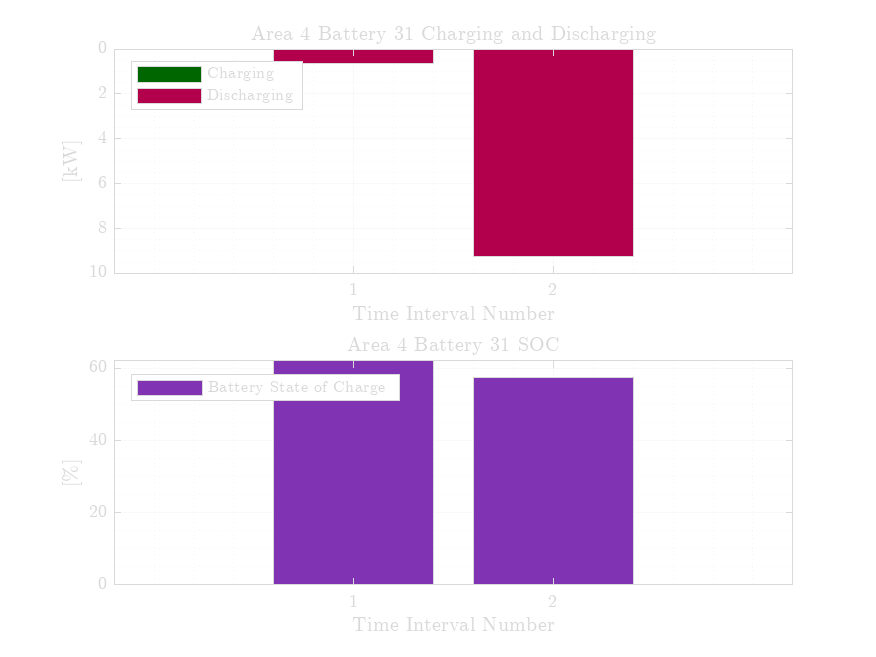 Area 4 Battery 31 Charging and Discharging
0
2
4
6
8
10
[kW]
Charging
Discharging
1
2
Time Interval Number
Area 4 Battery 31 SOC
60
40
20
0
[%]
Battery State of Charge
1
2
Time Interval Number